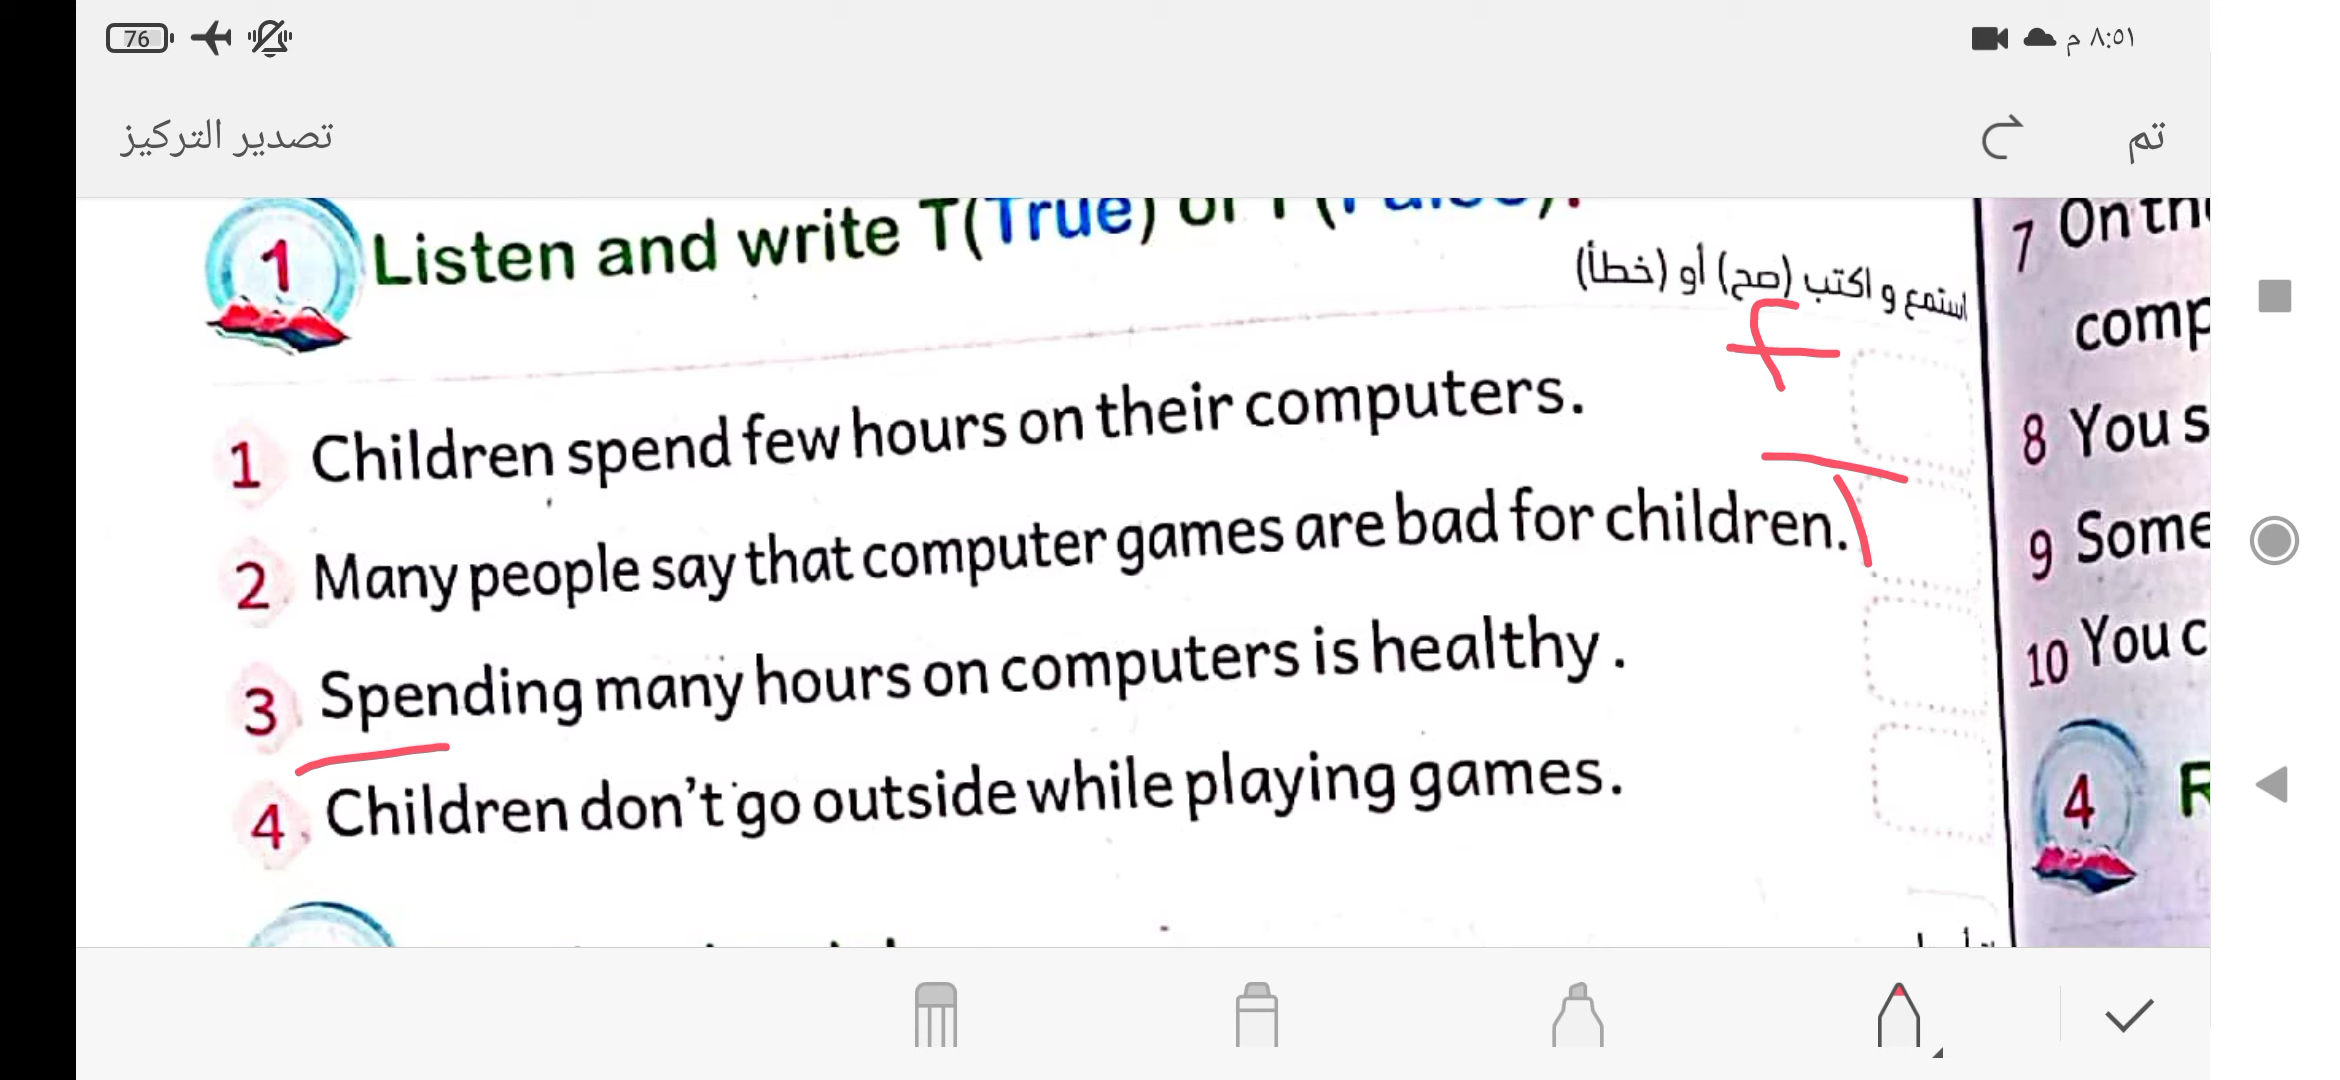 76
٨:٥١ م
تصدير التركيز
تم
1 Listen and write T(True) or F (False).
استمع و اكتب (صح) أو (خطأ)
f
1 Children spend few hours on their computers.
T
2 Many people say that computer games are bad for children.
3 Spending many hours on computers is healthy.
4 Children don't go outside while playing games.
7 On th
comp
8 You s
9 Some
10 You c
4 R